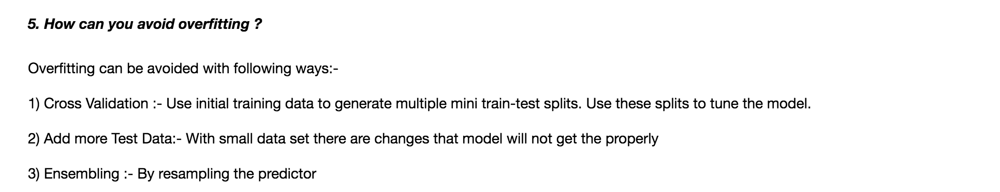 5. How can you avoid overfitting ?
Overfitting can be avoided with following ways:-
1) Cross Validation :- Use initial training data to generate multiple mini train-test splits. Use these splits to tune the model.
2) Add more Test Data:- With small data set there are changes that model will not get the properly
3) Ensembling :- By resampling the predictor